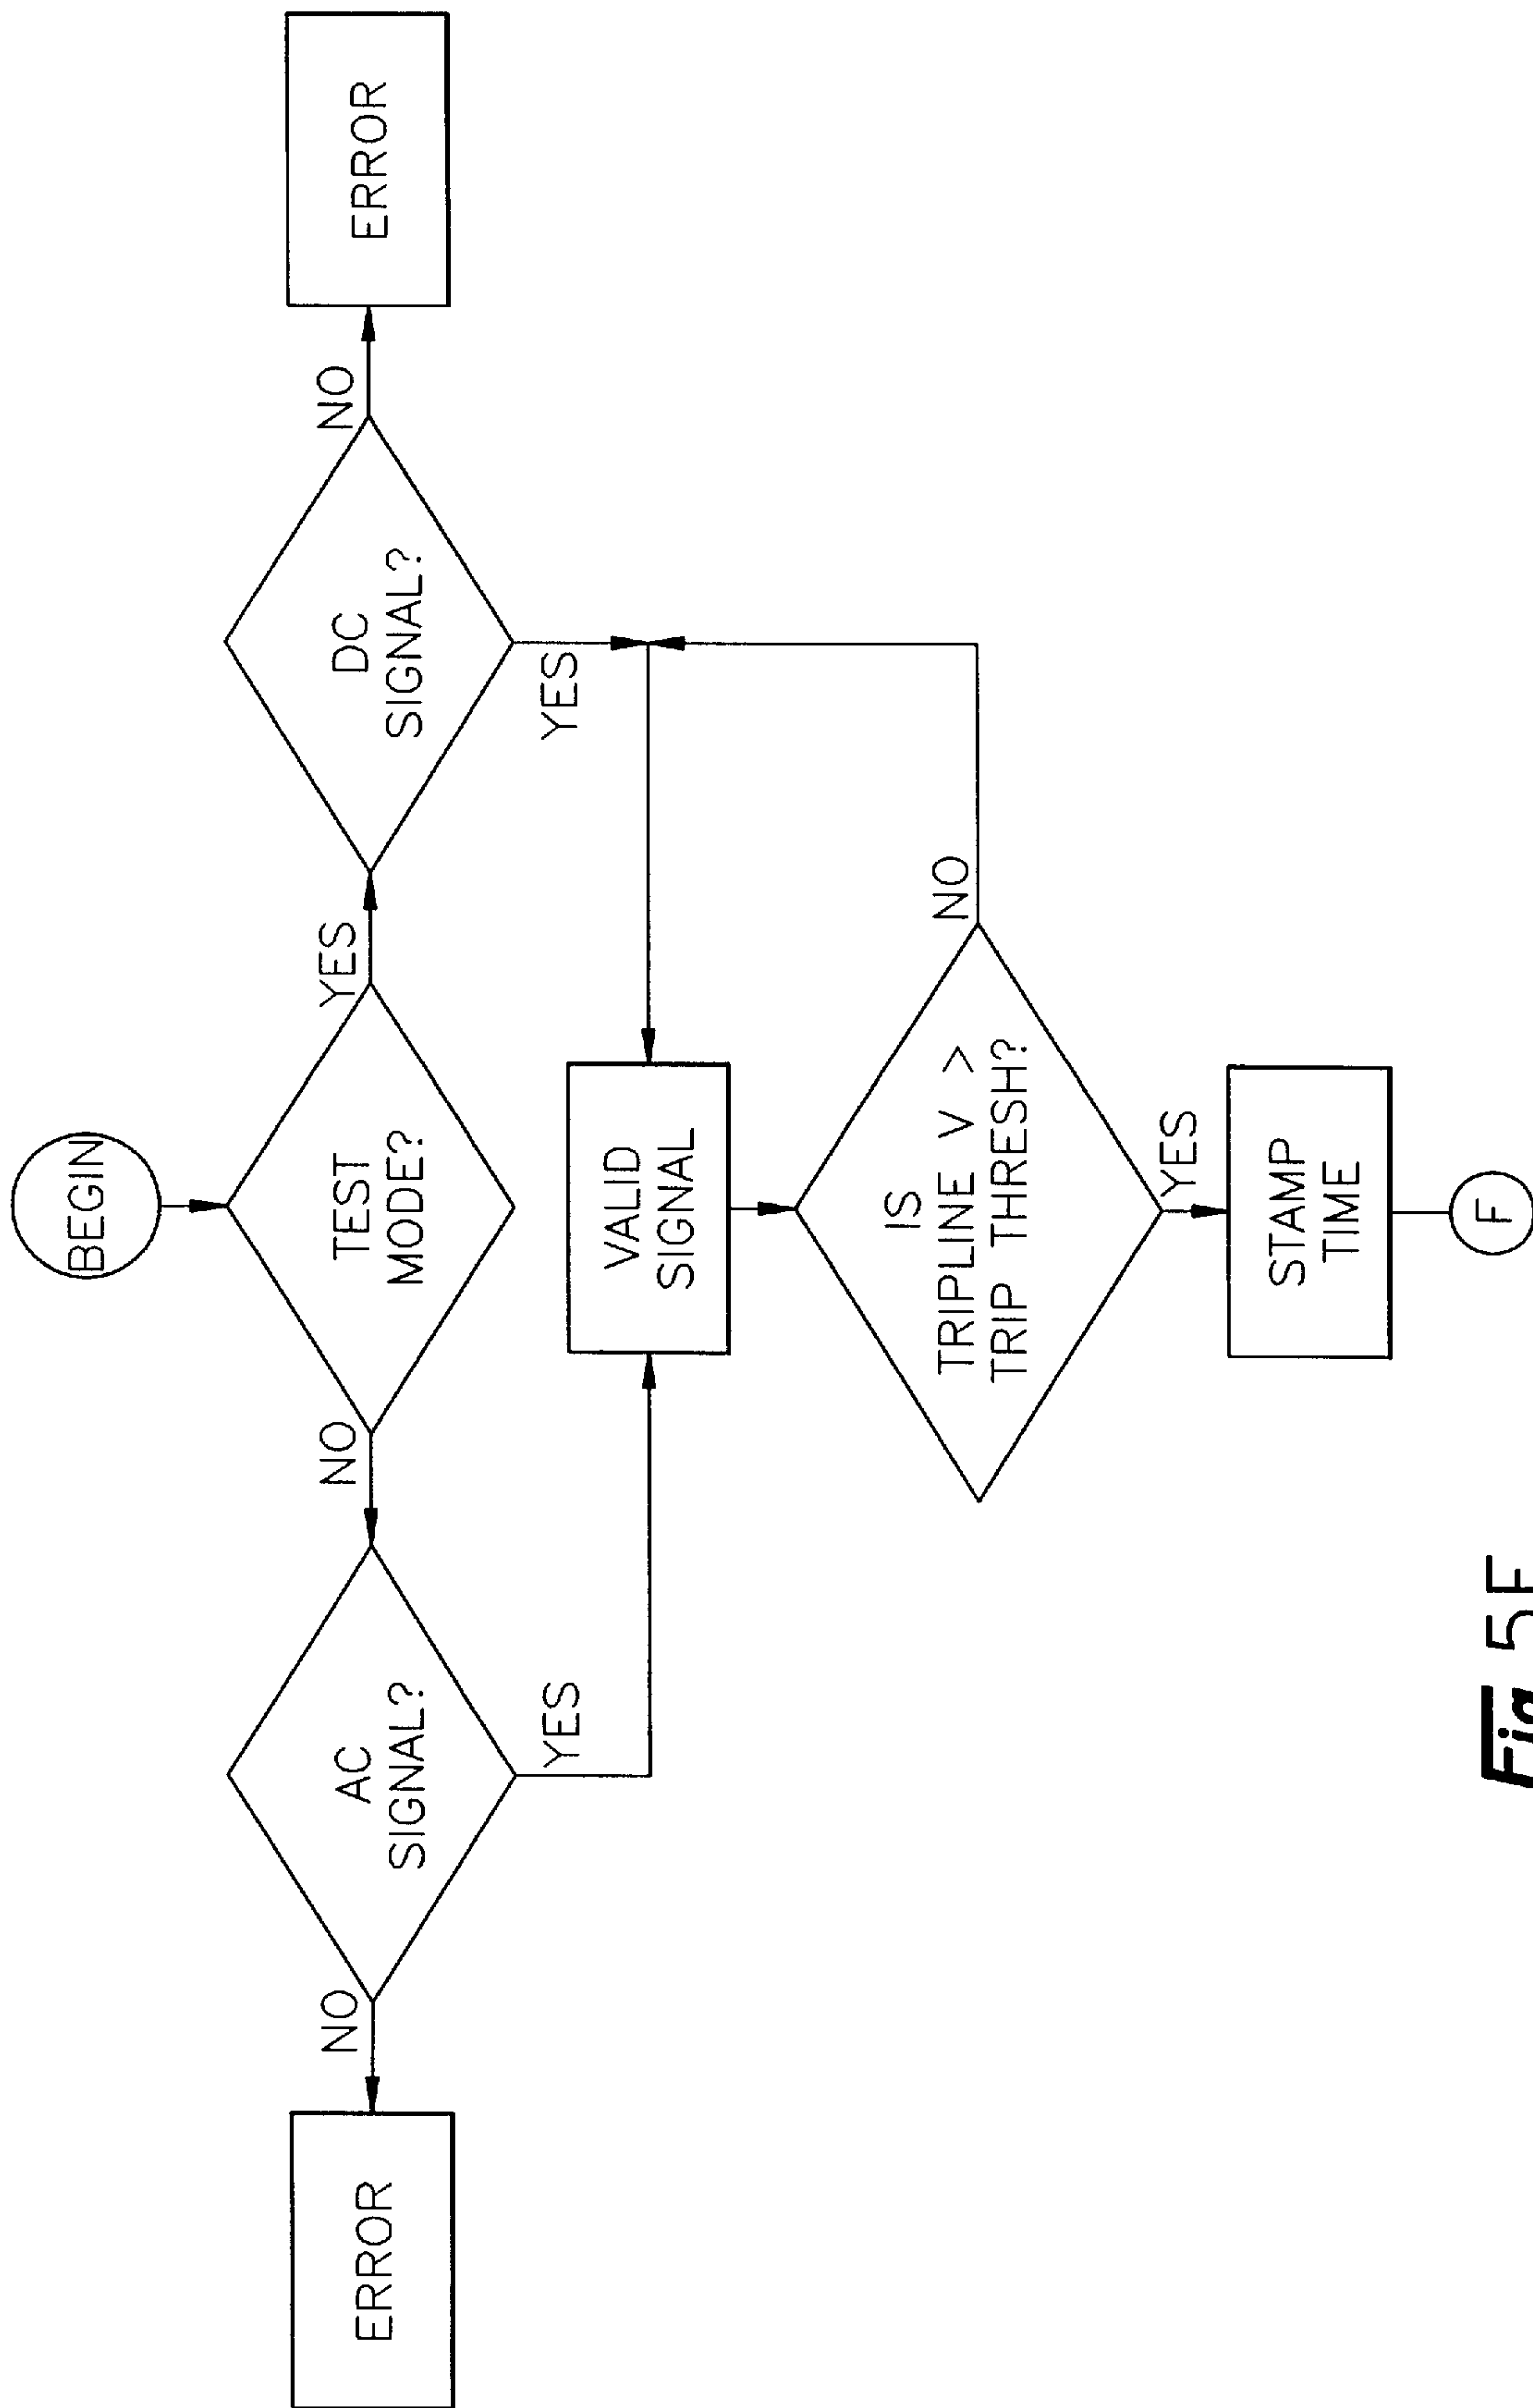 BEGIN
ERROR
NO
AC
SIGNAL?
NO
TEST
MODE?
YES
DC
SIGNAL?
NO
ERROR
YES
YES
VALID
SIGNAL
IS
TRIPLINE V >
TRIP THRESH?
NO
YES
STAMP
TIME
F
Fig.